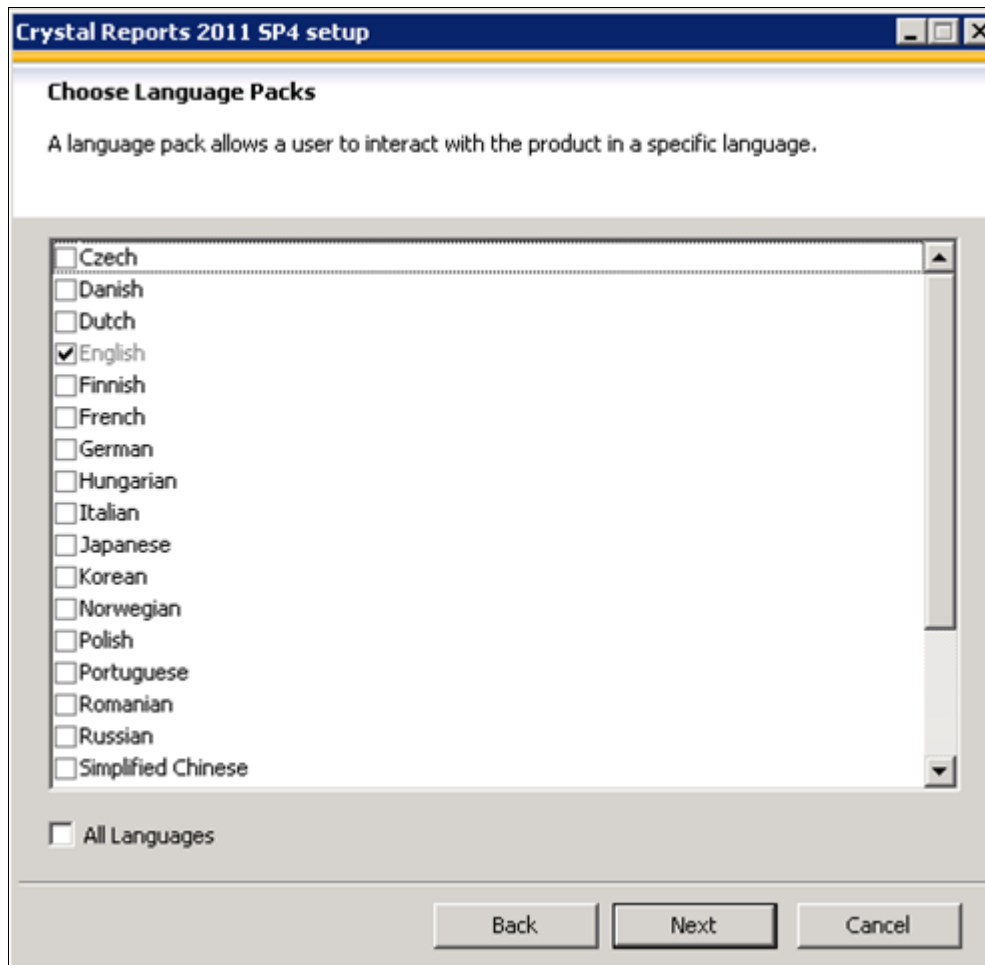 Crystal Reports 2011 SP4 setup
Choose Language Packs
A language pack allows a user to interact with the product in a specific language.
Czech
Danish
Dutch
English
Finnish
French
German
Hungarian
Italian
Japanese
Korean
Norwegian
Polish
Portuguese
Romanian
Russian
Simplified Chinese
All Languages
Back Next Cancel